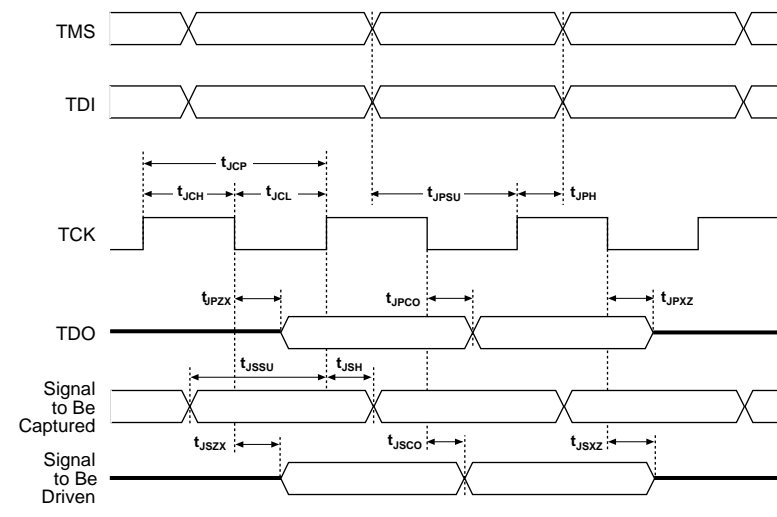 TMS
TDI
tJCP
tJCH
tJCL
tJPSU
tJPH
TCK
tJPZX
tJPCO
tJPXZ
TDO
tJSSU
tJSH
Signal
to Be
Captured
tJSZX
tJSCO
tJSXZ
Signal
to Be
Driven